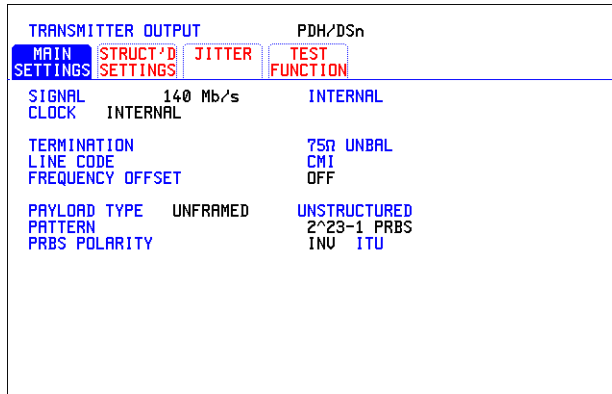 TRANSMITTER OUTPUT PDH/DSn
MAIN SETTINGS STRUCT'D SETTINGS JITTER TEST FUNCTION
SIGNAL 140 Mb/s INTERNAL
CLOCK INTERNAL
TERMINATION 75Ω UNBAL
LINE CODE CMI
FREQUENCY OFFSET OFF
PAYLOAD TYPE UNFRAMED UNSTRUCTURED
PATTERN 2^23-1 PRBS
PRBS POLARITY INV ITU